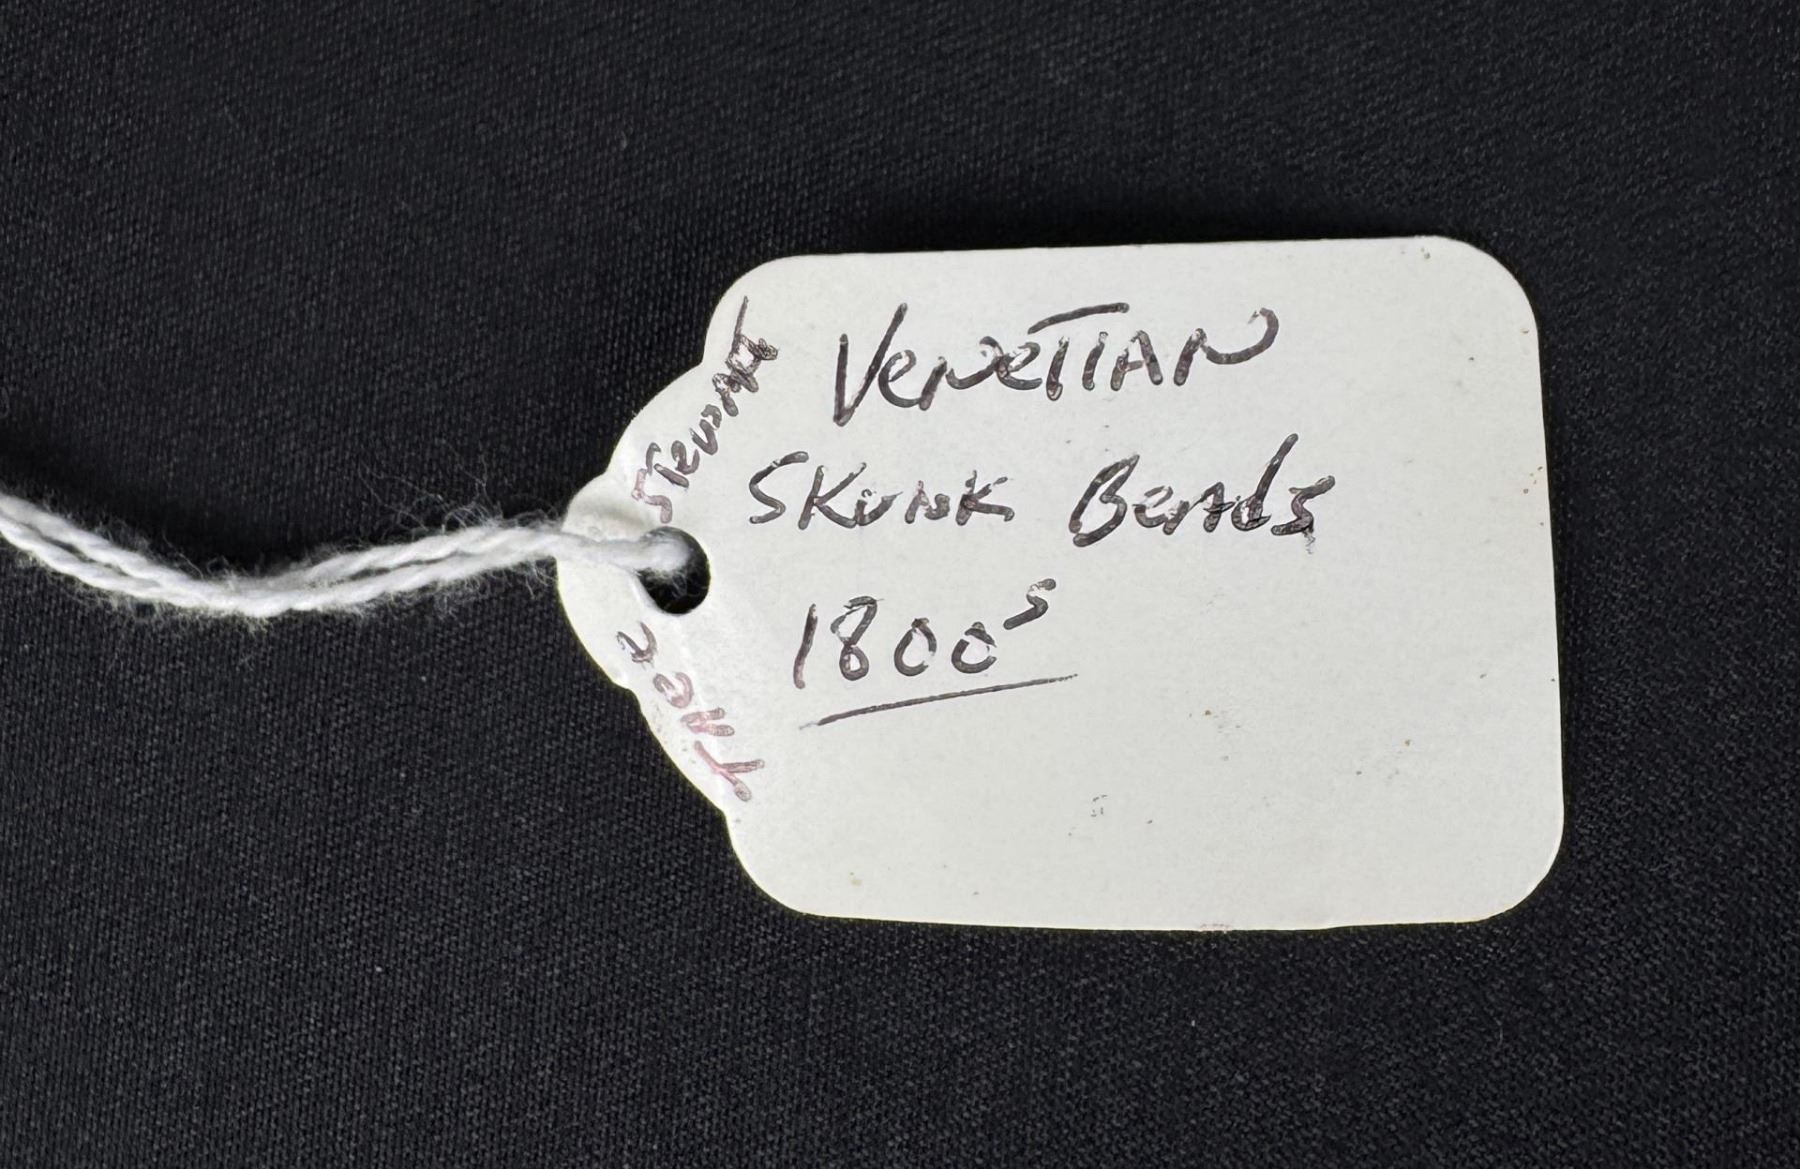 Venetian
Skunk Beads
1800s
Stewart